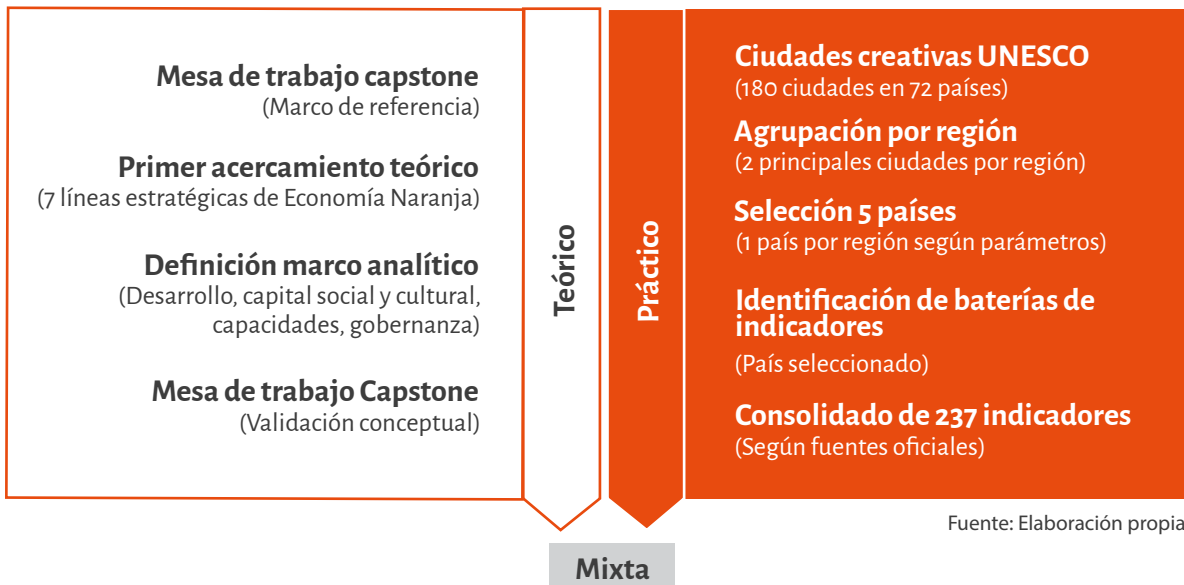 Mesa de trabajo capstone
(Marco de referencia)
Primer acercamiento teórico
(7 líneas estratégicas de Economía Naranja)
Definición marco analítico
(Desarrollo, capital social y cultural,
capacidades, gobernanza)
Mesa de trabajo Capstone
(Validación conceptual)
Teórico
Práctico
Ciudades creativas UNESCO
(180 ciudades en 72 países)
Agrupación por región
(2 principales ciudades por región)
Selección 5 países
(1 país por región según parámetros)
Identificación de baterías de
indicadores
(País seleccionado)
Consolidado de 237 indicadores
(Según fuentes oficiales)
Fuente: Elaboración propia
Mixta